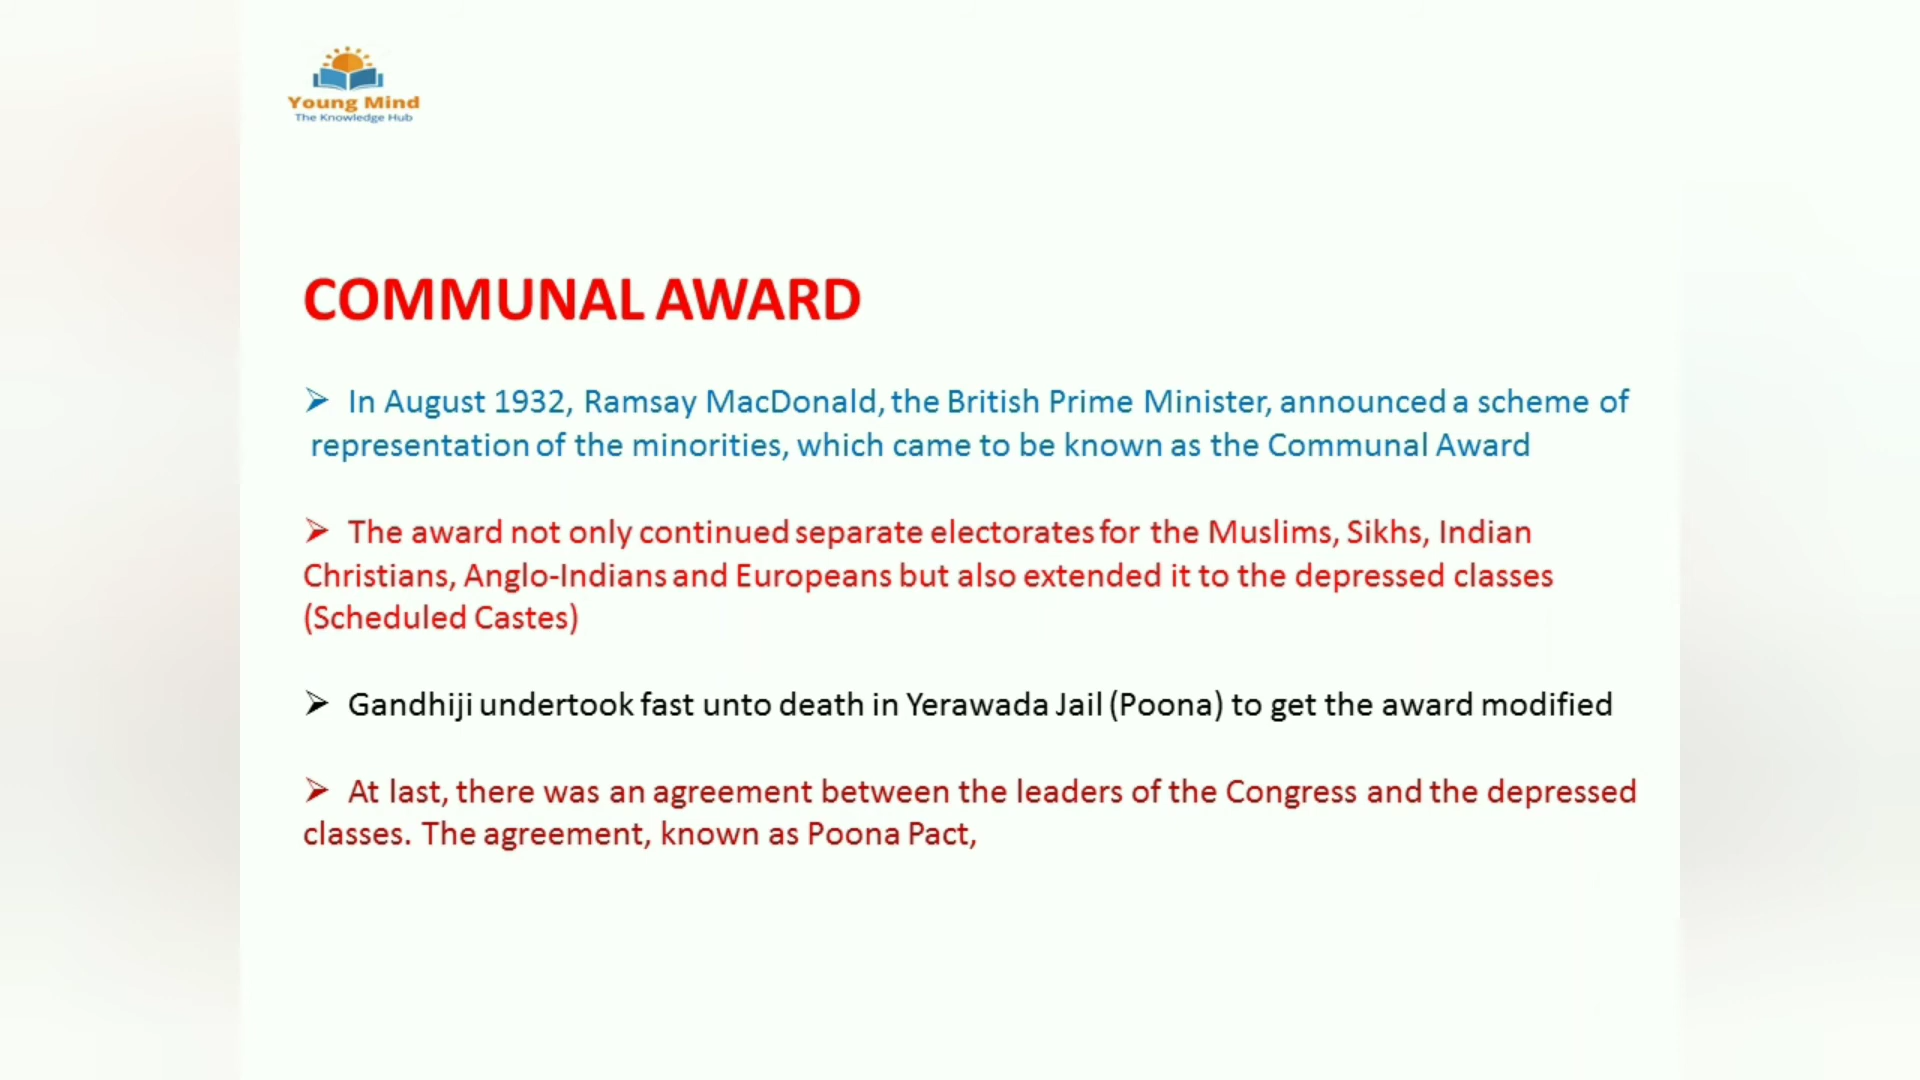 Young Mind
The Knowledge Hub
COMMUNAL AWARD
➢ In August 1932, Ramsay MacDonald, the British Prime Minister, announced a scheme of
representation of the minorities, which came to be known as the Communal Award
➢ The award not only continued separate electorates for the Muslims, Sikhs, Indian
Christians, Anglo-Indians and Europeans but also extended it to the depressed classes
(Scheduled Castes)
➢ Gandhiji undertook fast unto death in Yerawada Jail (Poona) to get the award modified
➢ At last, there was an agreement between the leaders of the Congress and the depressed
classes. The agreement, known as Poona Pact,